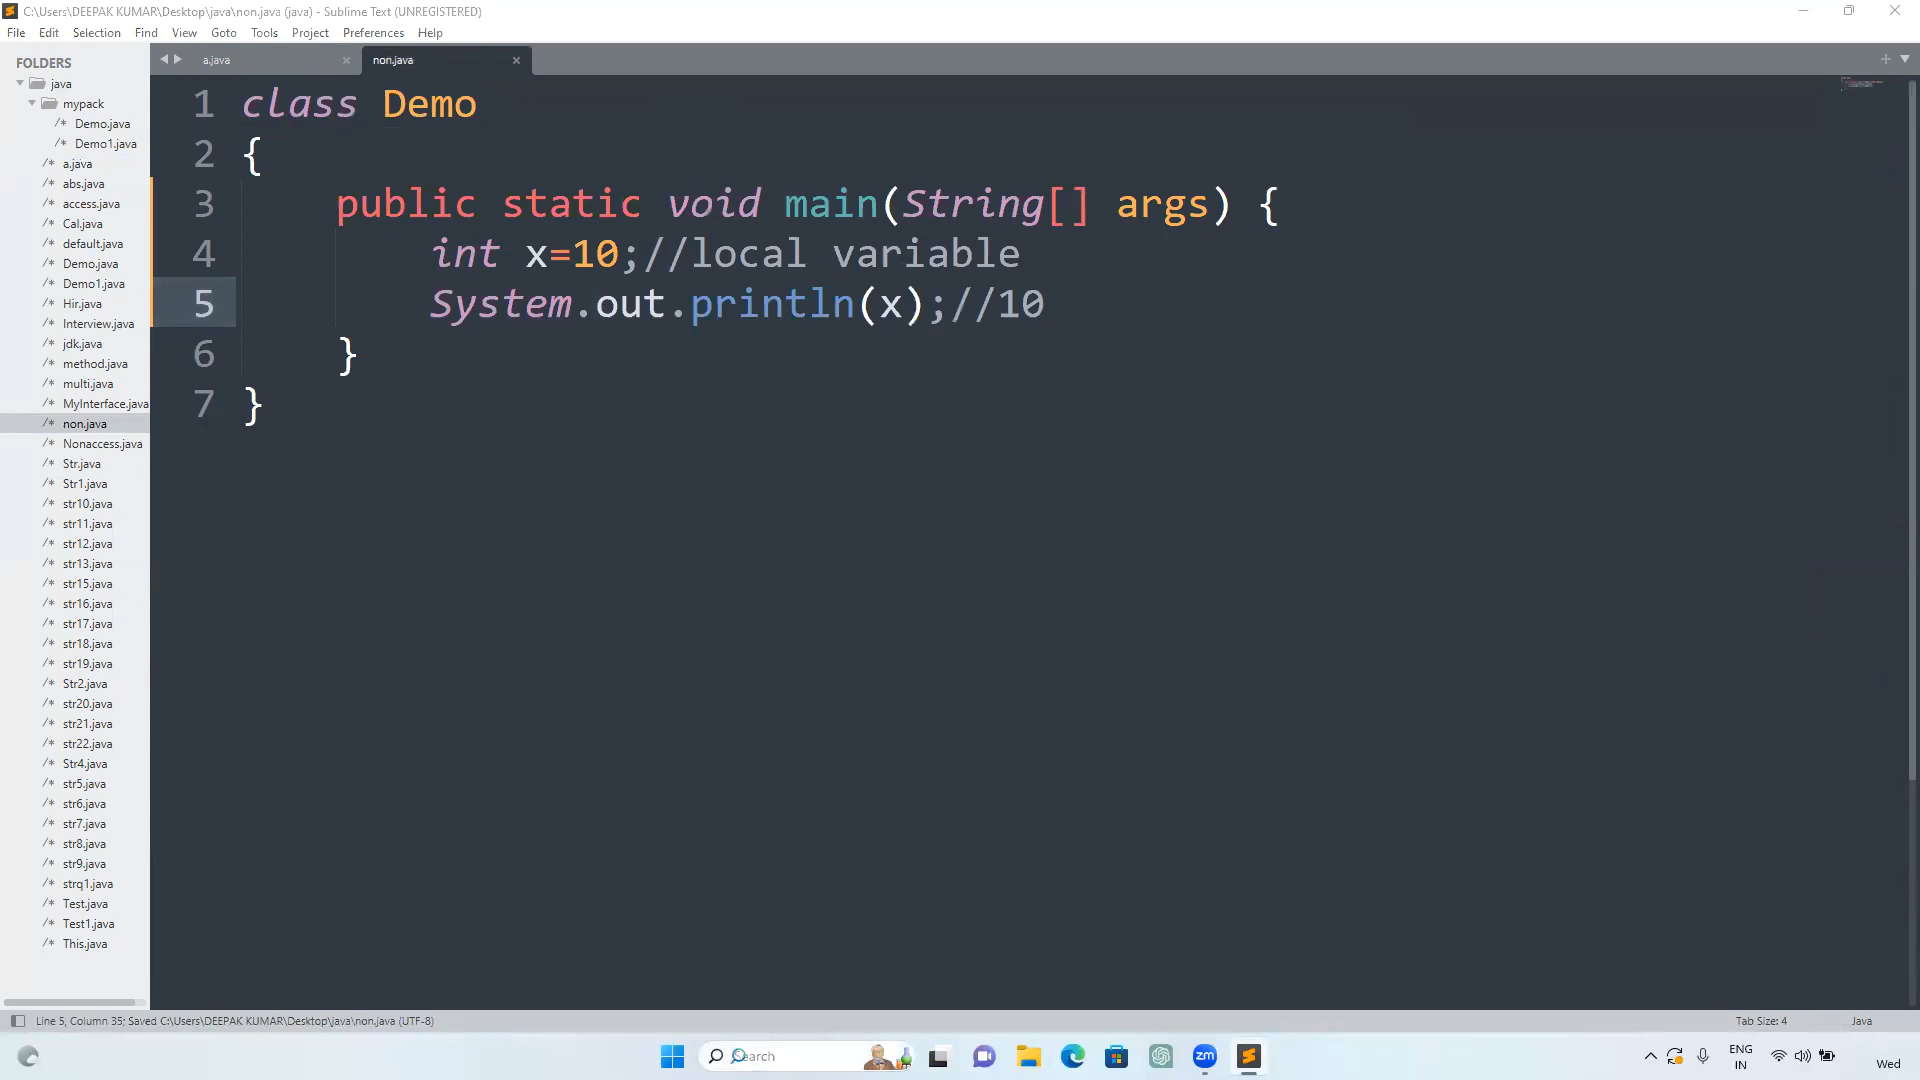 C:\Users\DEEPAK KUMAR\Desktop\java\non.java (java) - Sublime Text (UNREGISTERED)
File Edit Selection Find View Goto Tools Project Preferences Help
FOLDERS
java
mypack
/* Demo.java
/* Demo1.java
/* a.java
/* abs.java
/* access.java
/* Cal.java
/* default.java
/* Demo.java
/* Demo1.java
/* Hir.java
/* Interview.java
/* jdk.java
/* method.java
/* multi.java
/* MyInterface.java
/* non.java
/* Nonaccess.java
/* Str.java
/* Str1.java
/* str10.java
/* str11.java
/* str12.java
/* str13.java
/* str15.java
/* str16.java
/* str17.java
/* str18.java
/* str19.java
/* Str2.java
/* str20.java
/* str21.java
/* str22.java
/* Str4.java
/* str5.java
/* str6.java
/* str7.java
/* str8.java
/* str9.java
/* strq1.java
/* Test.java
/* Test1.java
/* This.java
a.java
non.java
1 class Demo
2 {
3 public static void main(String[] args) {
4 int x=10;//local variable
5 System.out.println(x);//10
6 }
7 }
Line 5, Column 35; Saved C:\Users\DEEPAK KUMAR\Desktop\java\non.java (UTF-8)
Tab Size: 4
Java
Search
zm
ENG
IN
Wed